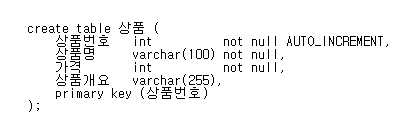 create table 상품 (
    상품번호   int          not null AUTO_INCREMENT,
    상품명     varchar(100) not null,
    가격       int          not null,
    상품개요   varchar(255),
    primary key (상품번호)
);